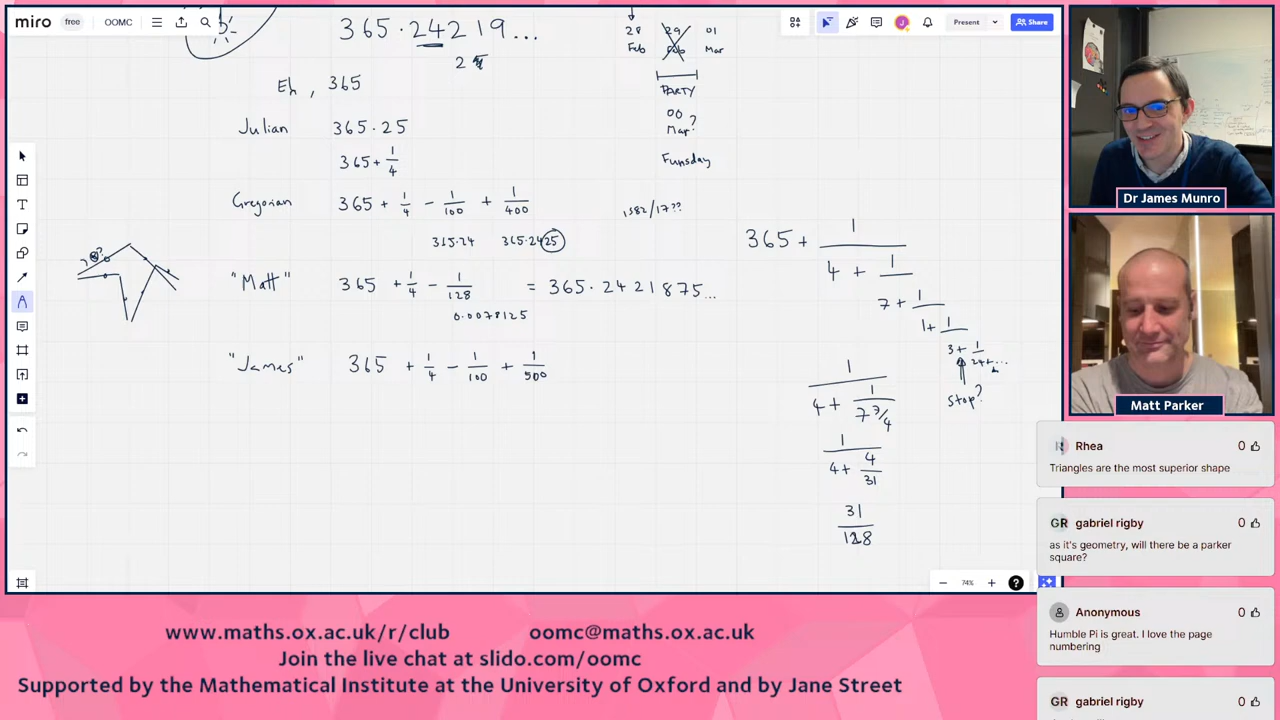 miro free OOMC Present Share
365.24219...
28 Feb 29 Feb 01 Mar
PARTY
00 Mar?
Funsday
Eh, 365
Julian 365.25
365 + 1/4
Gregorian 365 + 1/4 - 1/100 + 1/400
365.24 365.2425
1582/17??
"Matt" 365 + 1/4 - 1/128 = 365.2421875...
0.0078125
"James" 365 + 1/4 - 1/100 + 1/500
365 + 1
4 + 1
7 + 1
1 + 1
3 + 1
24+...
stop?
1
4 + 1
7 3/4
1
4 + 4/31
31
128
74%
Dr James Munro
Matt Parker
Rhea 0
Triangles are the most superior shape
GR gabriel rigby 0
as it's geometry, will there be a parker
square?
Anonymous 0
Humble Pi is great. I love the page
numbering
GR gabriel rigby 0
www.maths.ox.ac.uk/r/club oomc@maths.ox.ac.uk
Join the live chat at slido.com/oomc
Supported by the Mathematical Institute at the University of Oxford and by Jane Street